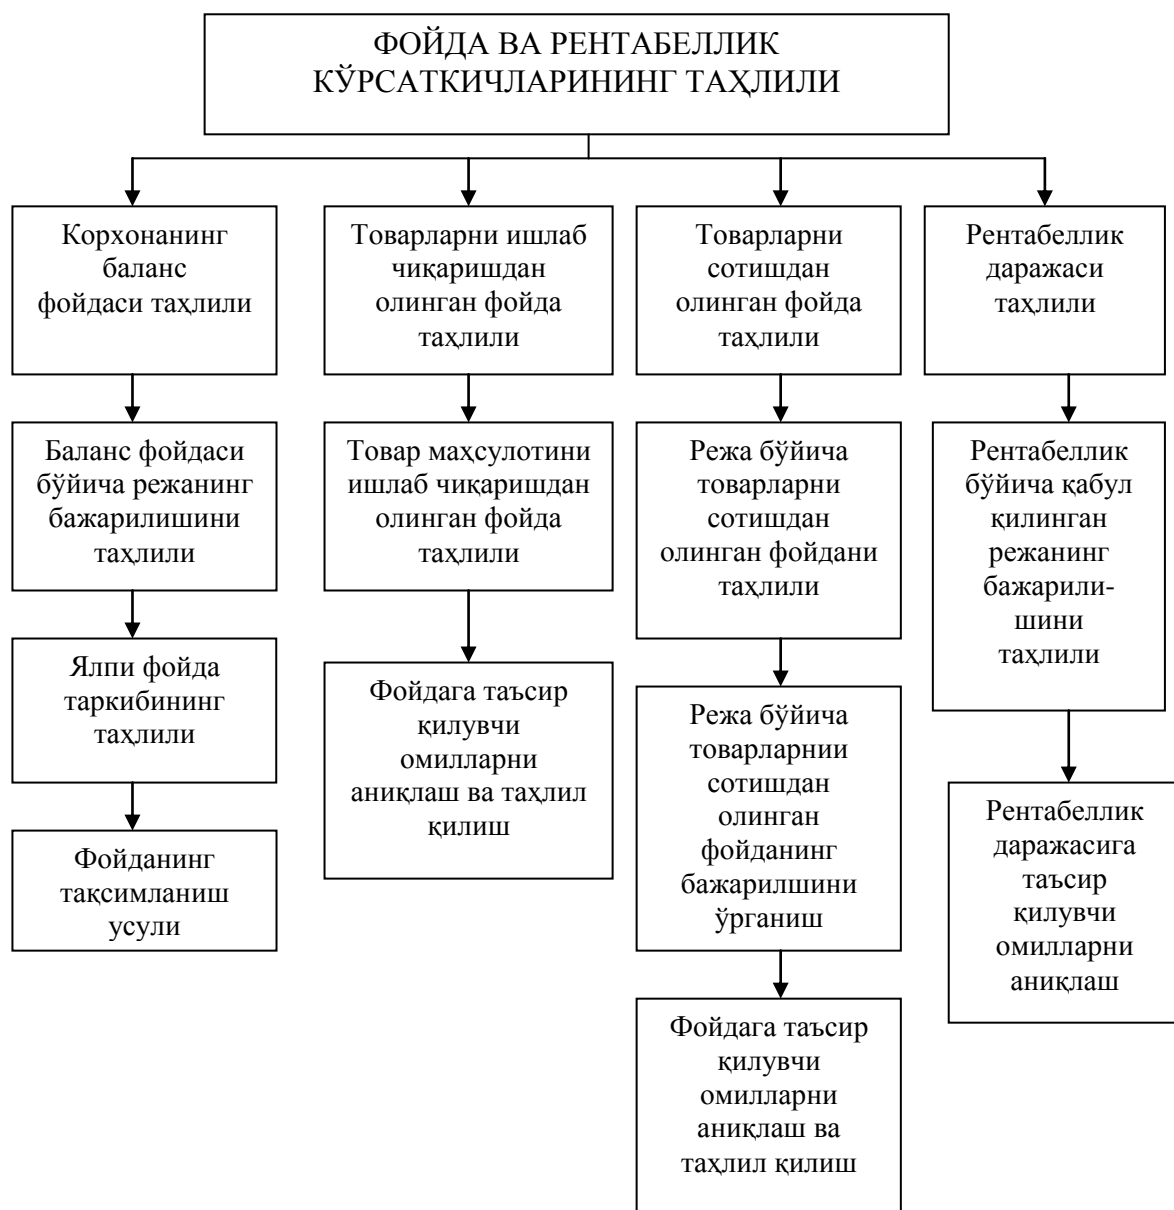 ФОЙДА ВА РЕНТАБЕЛЛИК
КЎРСАТКИЧЛАРИНИНГ ТАҲЛИЛИ
Корхонанинг
баланс
фойдаси таҳлили
Товарларни ишлаб
чиқаришдан
олинган фойда
таҳлили
Товарларни
сотишдан
олинган фойда
таҳлили
Рентабеллик
даражаси
таҳлили
Баланс фойдаси
бўйича режанинг
бажарилишини
таҳлили
Товар маҳсулотини
ишлаб чиқаришдан
олинган фойда
таҳлили
Режа бўйича
товарларни
сотишдан
олинган фойдани
таҳлили
Рентабеллик
бўйича қабул
қилинган
режанинг
бажарили-
шини
таҳлили
Ялпи фойда
таркибининг
таҳлили
Фойдага таъсир
қилувчи
омилларни
аниқлаш ва таҳлил
қилиш
Режа бўйича
товарларнии
сотишдан
олинган
фойданинг
бажарилшини
ўрганиш
Рентабеллик
даражасига
таъсир
қилувчи
омилларни
аниқлаш
Фойданинг
тақсимланиш
усули
Фойдага таъсир
қилувчи
омилларни
аниқлаш ва
таҳлил қилиш